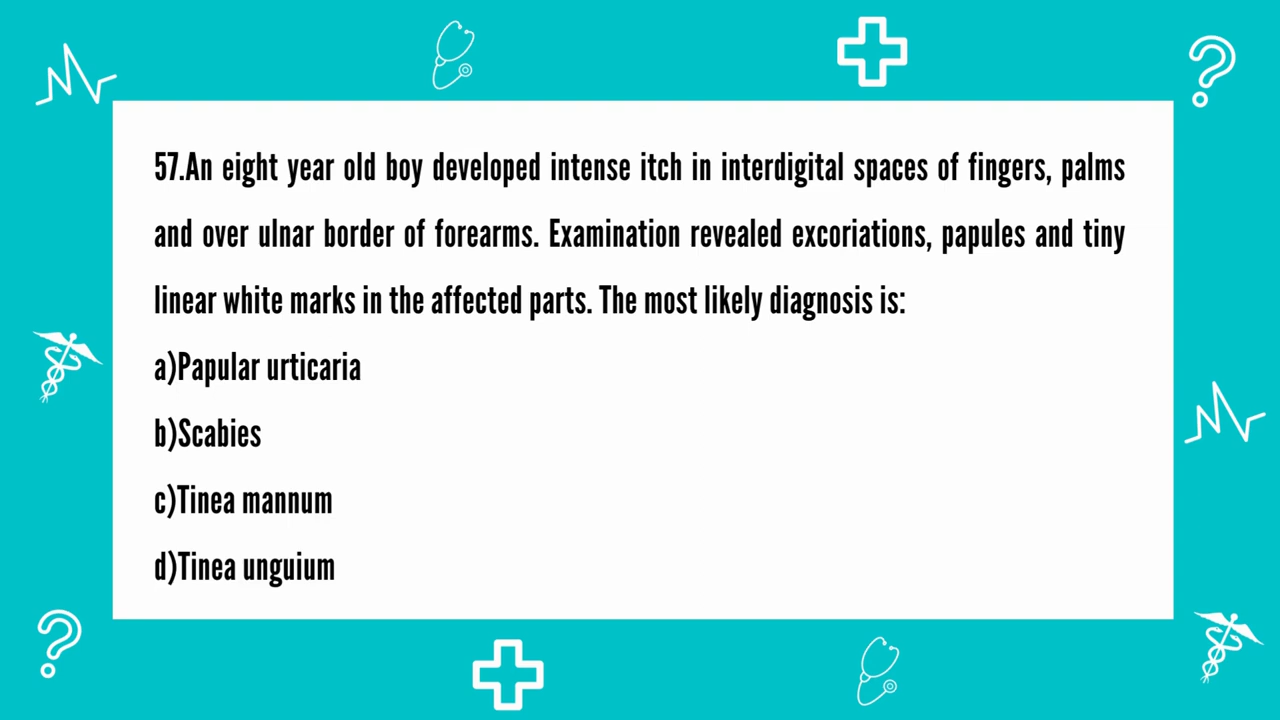 57.An eight year old boy developed intense itch in interdigital spaces of fingers, palms
and over ulnar border of forearms. Examination revealed excoriations, papules and tiny
linear white marks in the affected parts. The most likely diagnosis is:
a)Papular urticaria
b)Scabies
c)Tinea mannum
d)Tinea unguium